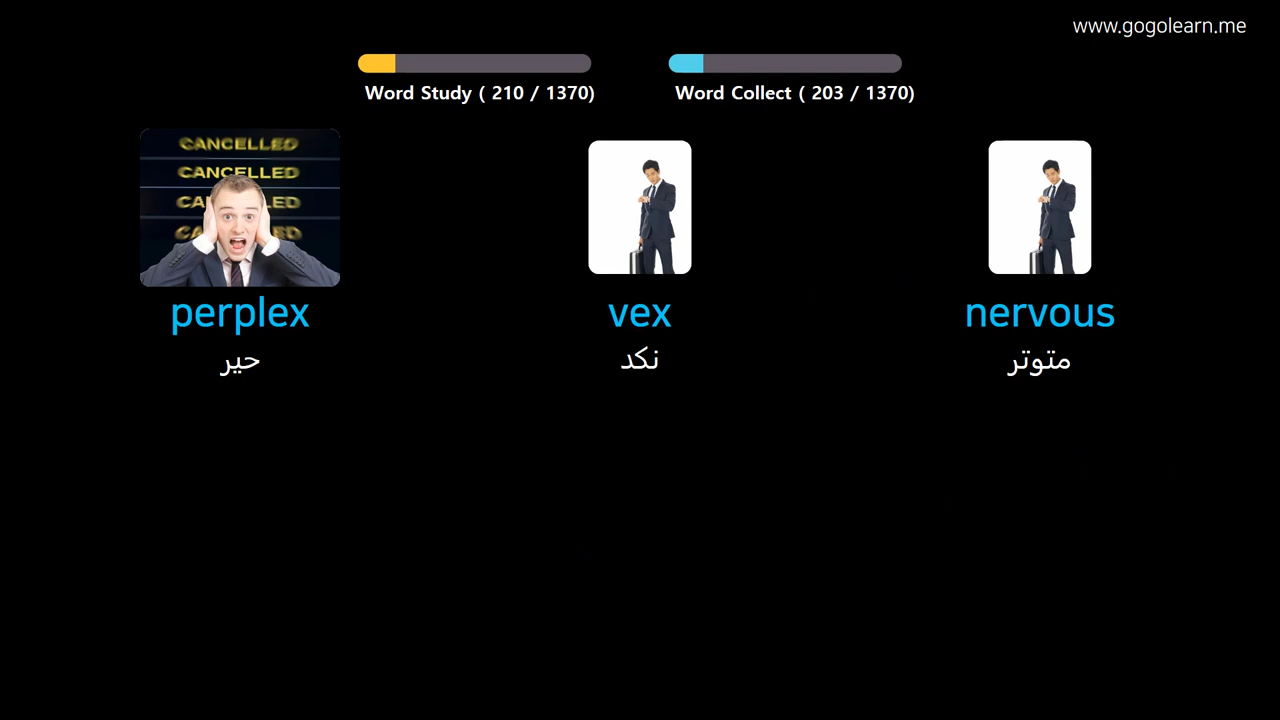 www.gogolearn.me
Word Study ( 210 / 1370)
Word Collect ( 203 / 1370)
CANCELLED
CANCELLED
perplex
vex
nervous
حير
نكد
متوتر